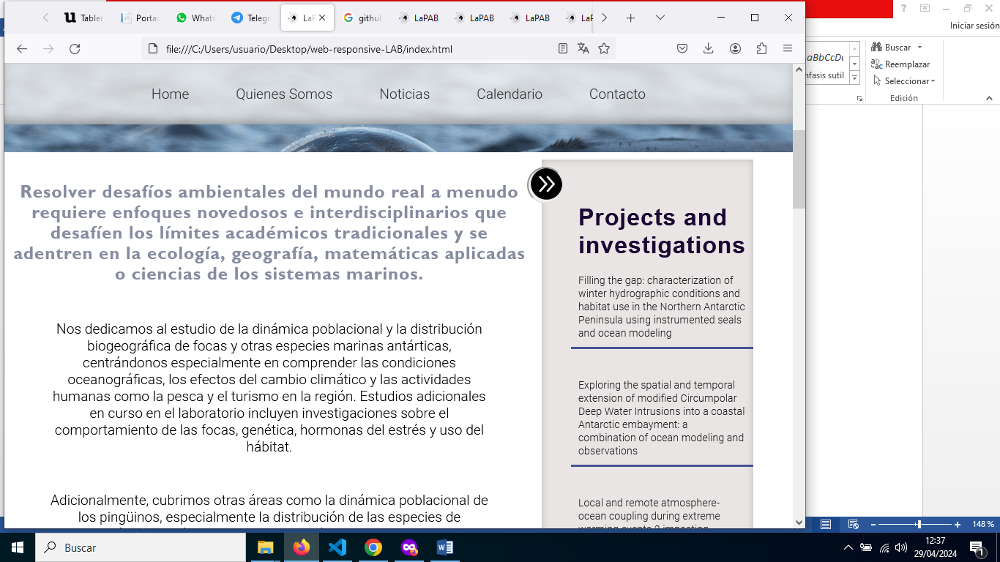 Tabler
Portac
Whats
Telegr
LaP
github
LaPAB
LaPAB
LaPAB
LaP
Iniciar sesión
file:///C:/Users/usuario/Desktop/web-responsive-LAB/index.html
Buscar
Reemplazar
Seleccionar
Edición
aBbCcDc
nfasis sutil
Home
Quienes Somos
Noticias
Calendario
Contacto
Resolver desafíos ambientales del mundo real a menudo
requiere enfoques novedosos e interdisciplinarios que
desafíen los límites académicos tradicionales y se
adentren en la ecología, geografía, matemáticas aplicadas
o ciencias de los sistemas marinos.
Nos dedicamos al estudio de la dinámica poblacional y la distribución
biogeográfica de focas y otras especies marinas antárticas,
centrándonos especialmente en comprender las condiciones
oceanográficas, los efectos del cambio climático y las actividades
humanas como la pesca y el turismo en la región. Estudios adicionales
en curso en el laboratorio incluyen investigaciones sobre el
comportamiento de las focas, genética, hormonas del estrés y uso del
hábitat.
Adicionalmente, cubrimos otras áreas como la dinámica poblacional de
los pingüinos, especialmente la distribución de las especies de
Projects and
investigations
Filling the gap: characterization of
winter hydrographic conditions and
habitat use in the Northern Antarctic
Peninsula using instrumented seals
and ocean modeling
Exploring the spatial and temporal
extension of modified Circumpolar
Deep Water Intrusions into a coastal
Antarctic embayment: a
combination of ocean modeling and
observations
Local and remote atmosphere-
ocean coupling during extreme
warming events 2 impacting
148 %
Buscar
12:37
29/04/2024
1